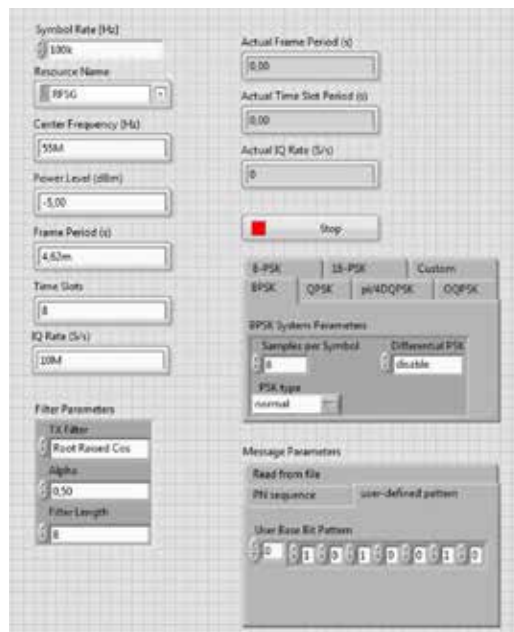 Symbol Rate (Hz)
100k
Resource Name
RFSG
Center Frequency (Hz)
55M
Power Level (dBm)
-5,00
Frame Period (s)
4,62m
Time Slots
8
IQ Rate (S/s)
10M
Filter Parameters
TX Filter
Root Raised Cos
Alpha
0,50
Filter Length
8
Actual Frame Period (s)
0,00
Actual Time Slot Period (s)
0,00
Actual IQ Rate (S/s)
0
Stop
8-PSK 16-PSK Custom
BPSK QPSK pi/4DQPSK OQPSK
BPSK System Parameters
Samples per Symbol Differential PSK
8 disable
PSK type
normal
Message Parameters
Read from file
PN sequence user-defined pattern
User Base Bit Pattern
0 1 0 1 0 0 0 1 0